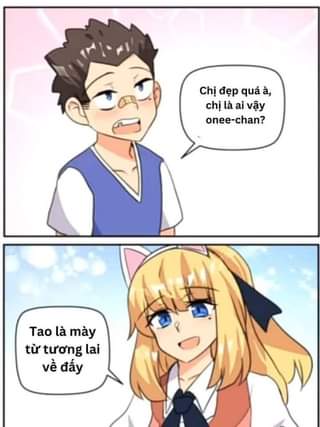 Chị đẹp quá à,
chị là ai vậy
onee-chan?
Tao là mày
từ tương lai
về đấy